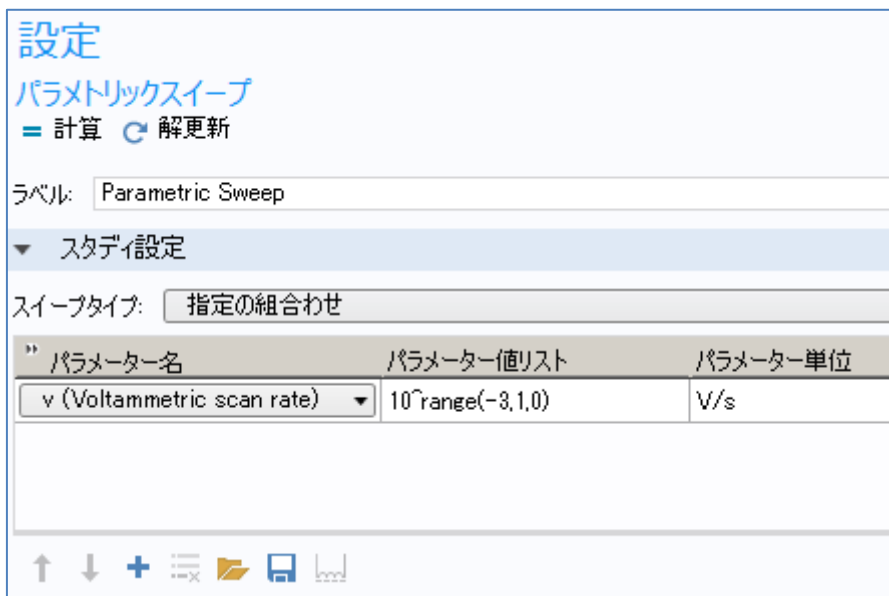 設定
パラメトリックスイープ
= 計算 解更新
ラベル: Parametric Sweep
スタディ設定
スイープタイプ: 指定の組合わせ
パラメーター名 パラメーター値リスト パラメーター単位
v (Voltammetric scan rate) 10^range(-3,1,0) V/s